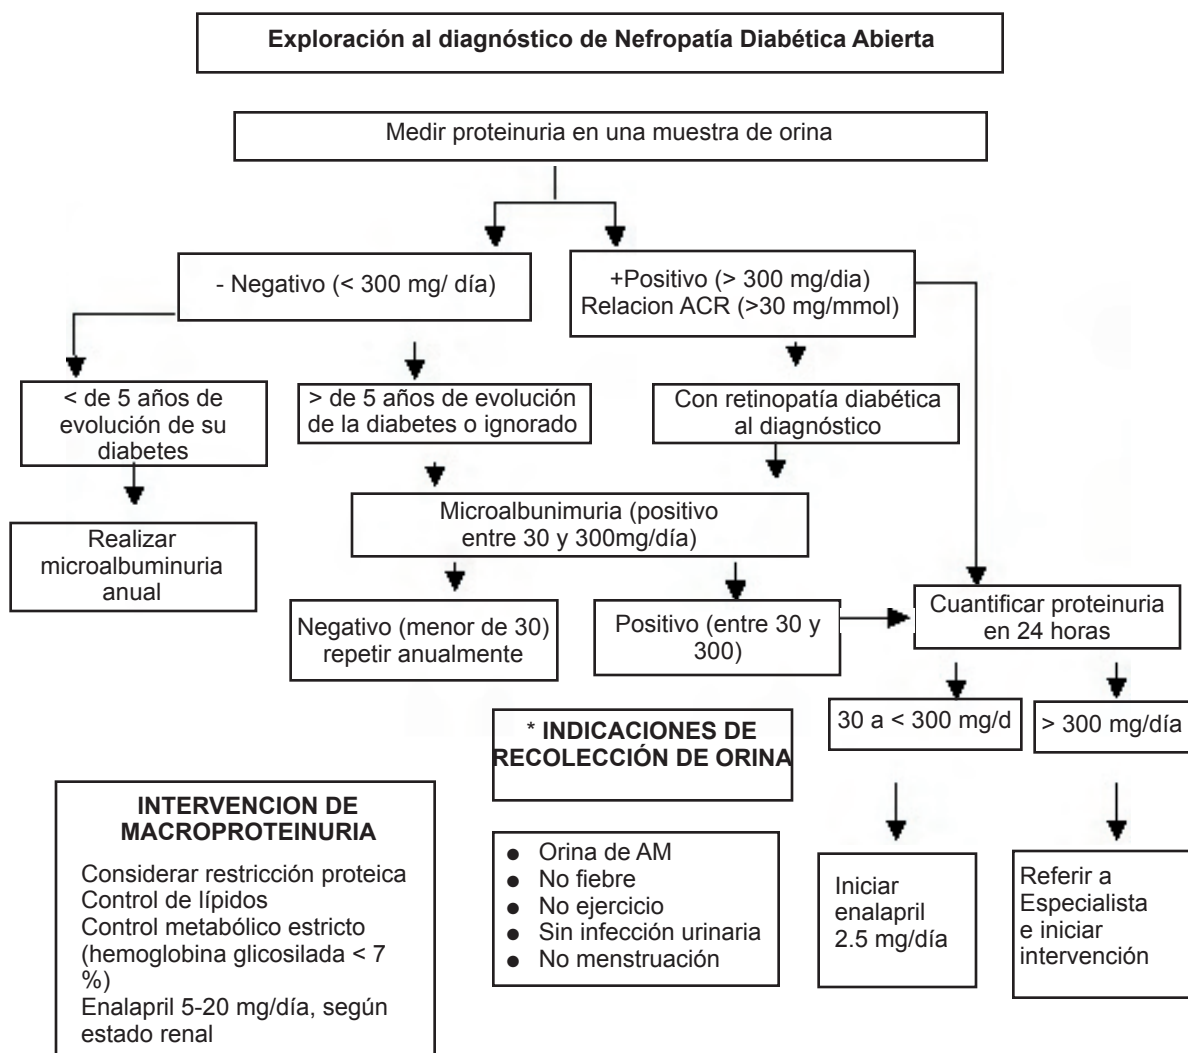 Exploración al diagnóstico de Nefropatía Diabética Abierta
Medir proteinuria en una muestra de orina
- Negativo (< 300 mg/ día)
+Positivo (> 300 mg/dia)
Relacion ACR (>30 mg/mmol)
< de 5 años de
evolución de su
diabetes
> de 5 años de evolución
de la diabetes o ignorado
Con retinopatía diabética
al diagnóstico
Realizar
microalbuminuria
anual
Microalbunimuria (positivo
entre 30 y 300mg/día)
Negativo (menor de 30)
repetir anualmente
Positivo (entre 30 y
300)
Cuantificar proteinuria
en 24 horas
30 a < 300 mg/d
> 300 mg/día
* INDICACIONES DE
RECOLECCIÓN DE ORINA
● Orina de AM
● No fiebre
● No ejercicio
● Sin infección urinaria
● No menstruación
Iniciar
enalapril
2.5 mg/día
Referir a
Especialista
e iniciar
intervención
INTERVENCION DE
MACROPROTEINURIA
Considerar restricción proteica
Control de lípidos
Control metabólico estricto
(hemoglobina glicosilada < 7
%)
Enalapril 5-20 mg/día, según
estado renal